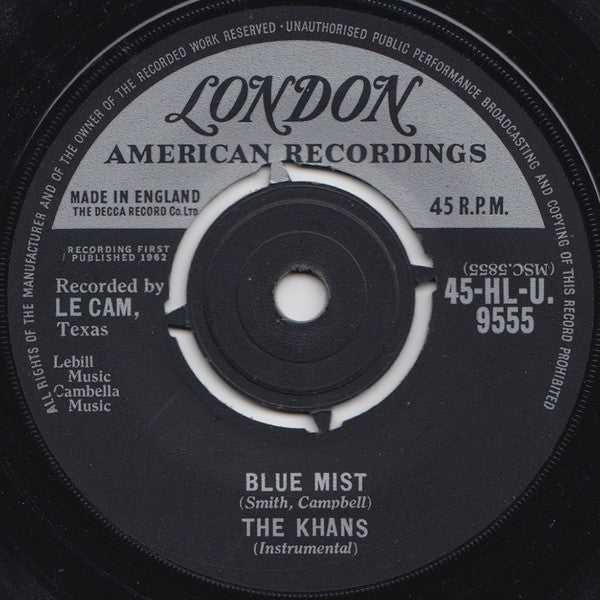 ALL RIGHTS OF THE MANUFACTURER AND OF THE OWNER OF THE RECORDED WORK RESERVED · UNAUTHORISED PUBLIC PERFORMANCE BROADCASTING AND COPYING OF THIS RECORD PROHIBITED
LONDON
AMERICAN RECORDINGS
MADE IN ENGLAND
THE DECCA RECORD Co. LTD
45 R.P.M.
RECORDING FIRST
PUBLISHED 1962
(MSC.5855)
Recorded by
LE CAM,
Texas
45-HL-U.
9555
Lebill
Music
Cambella
Music
BLUE MIST
(Smith, Campbell)
THE KHANS
(Instrumental)